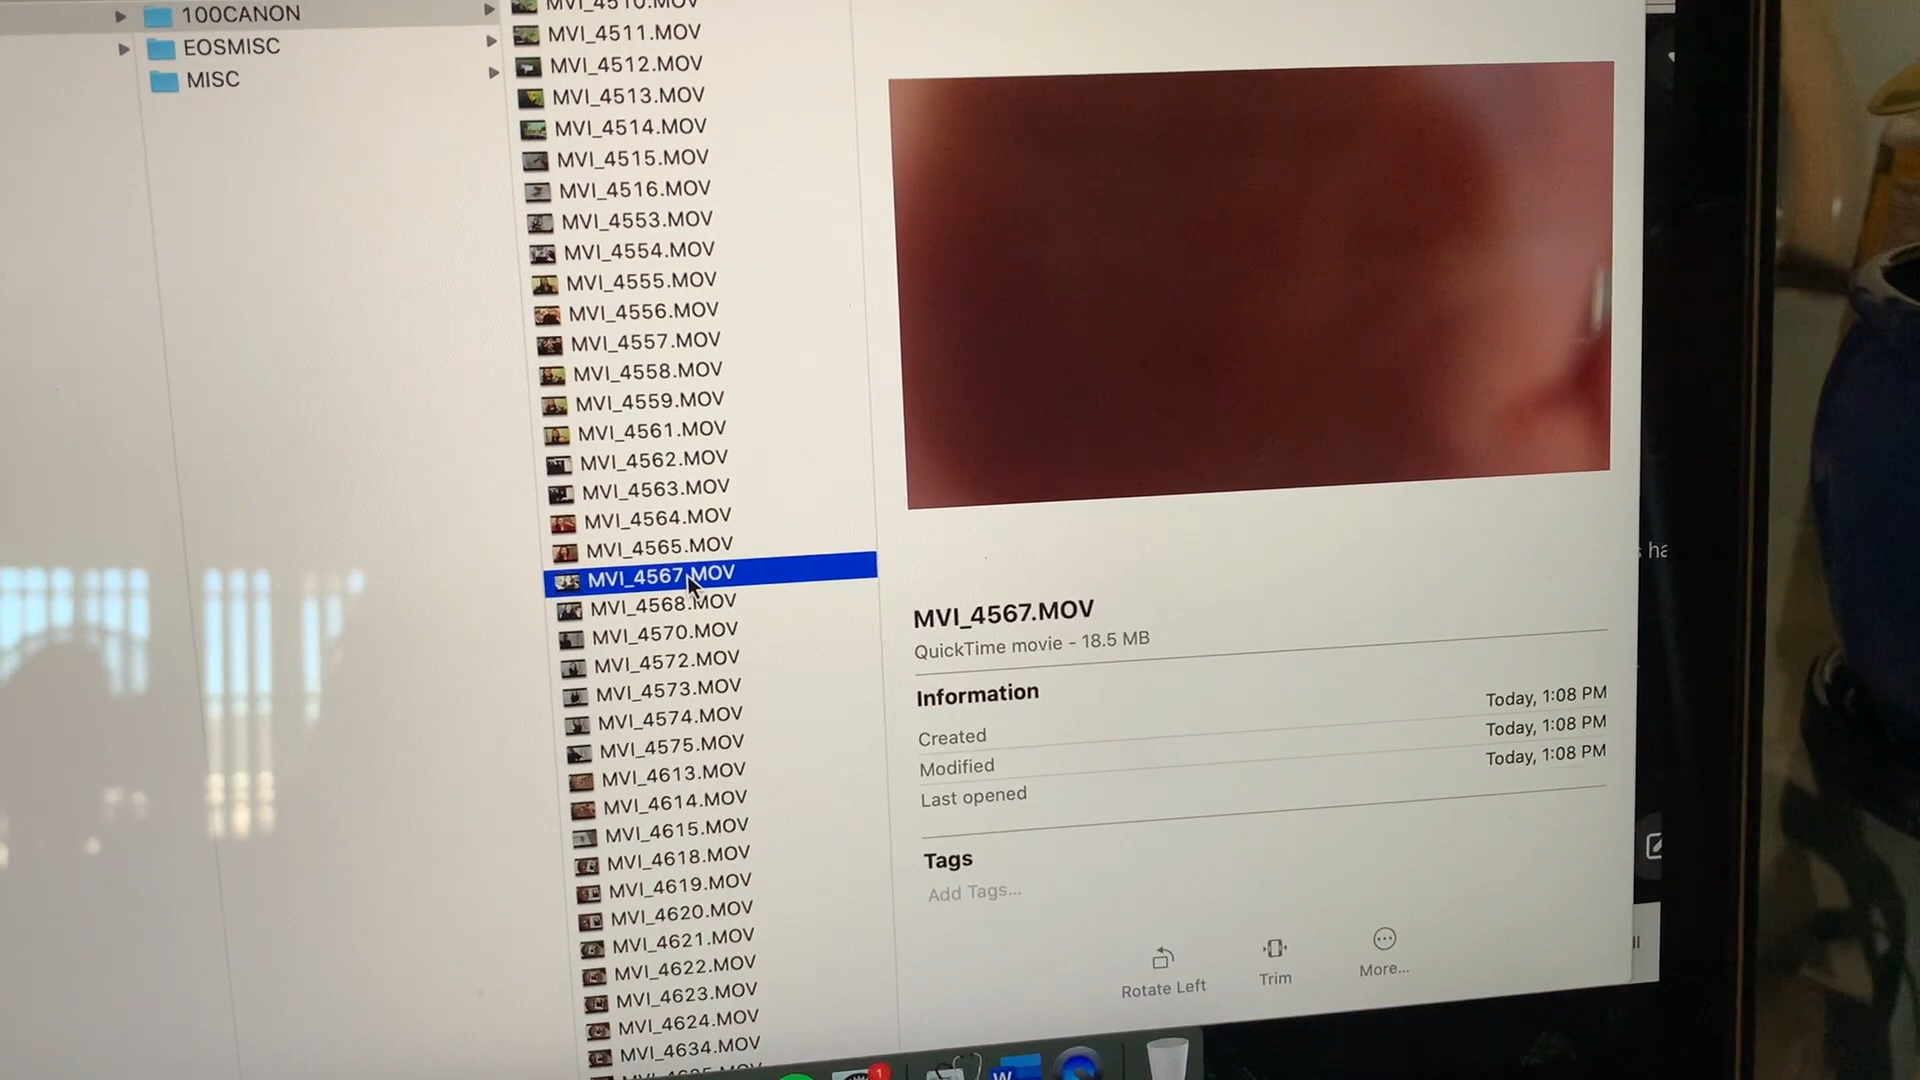 100CANON
EOSMISC
MISC
MVI_4510.MOV
MVI_4511.MOV
MVI_4512.MOV
MVI_4513.MOV
MVI_4514.MOV
MVI_4515.MOV
MVI_4516.MOV
MVI_4553.MOV
MVI_4554.MOV
MVI_4555.MOV
MVI_4556.MOV
MVI_4557.MOV
MVI_4558.MOV
MVI_4559.MOV
MVI_4561.MOV
MVI_4562.MOV
MVI_4563.MOV
MVI_4564.MOV
MVI_4565.MOV
MVI_4567.MOV
MVI_4568.MOV
MVI_4570.MOV
MVI_4572.MOV
MVI_4573.MOV
MVI_4574.MOV
MVI_4575.MOV
MVI_4613.MOV
MVI_4614.MOV
MVI_4615.MOV
MVI_4618.MOV
MVI_4619.MOV
MVI_4620.MOV
MVI_4621.MOV
MVI_4622.MOV
MVI_4623.MOV
MVI_4624.MOV
MVI_4634.MOV
MVI_4567.MOV
QuickTime movie - 18.5 MB
Information
Created Today, 1:08 PM
Modified Today, 1:08 PM
Last opened Today, 1:08 PM
Tags
Add Tags...
Rotate Left
Trim
More...
ha
1
W